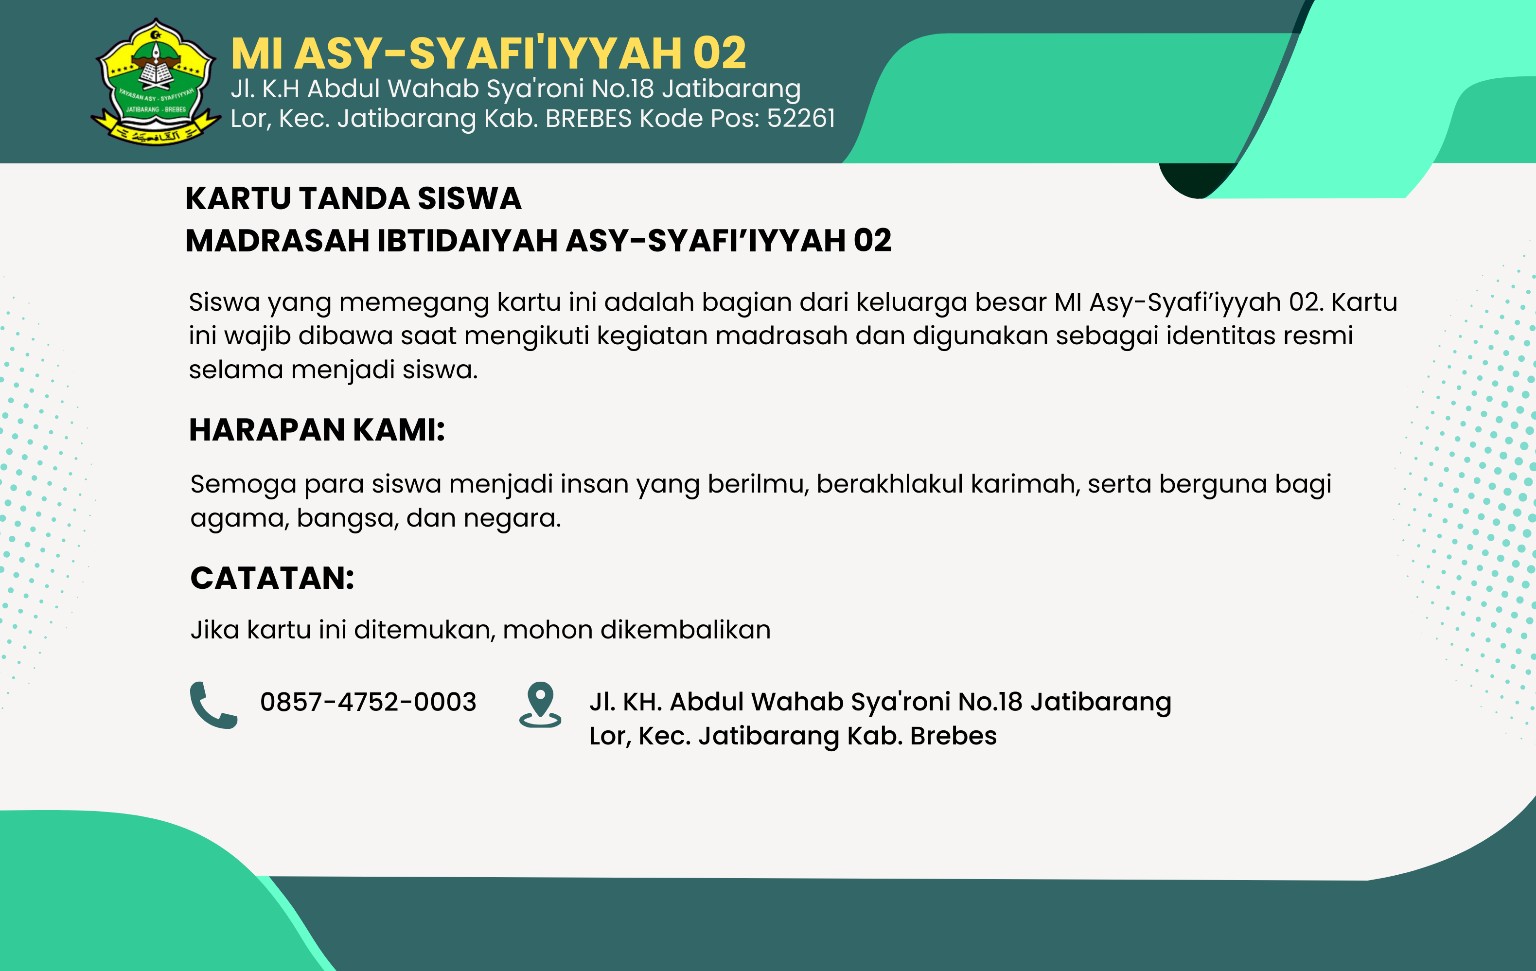 MI ASY-SYAFI'IYYAH 02
Jl. K.H Abdul Wahab Sya'roni No.18 Jatibarang
Lor, Kec. Jatibarang Kab. BREBES Kode Pos: 52261
YAYASAN ASY - SYAFI'IYYAH
JATIBARANG - BREBES
KARTU TANDA SISWA
MADRASAH IBTIDAIYAH ASY-SYAFI’IYYAH 02
Siswa yang memegang kartu ini adalah bagian dari keluarga besar MI Asy-Syafi’iyyah 02. Kartu
ini wajib dibawa saat mengikuti kegiatan madrasah dan digunakan sebagai identitas resmi
selama menjadi siswa.
HARAPAN KAMI:
Semoga para siswa menjadi insan yang berilmu, berakhlakul karimah, serta berguna bagi
agama, bangsa, dan negara.
CATATAN:
Jika kartu ini ditemukan, mohon dikembalikan
0857-4752-0003
Jl. KH. Abdul Wahab Sya'roni No.18 Jatibarang
Lor, Kec. Jatibarang Kab. Brebes